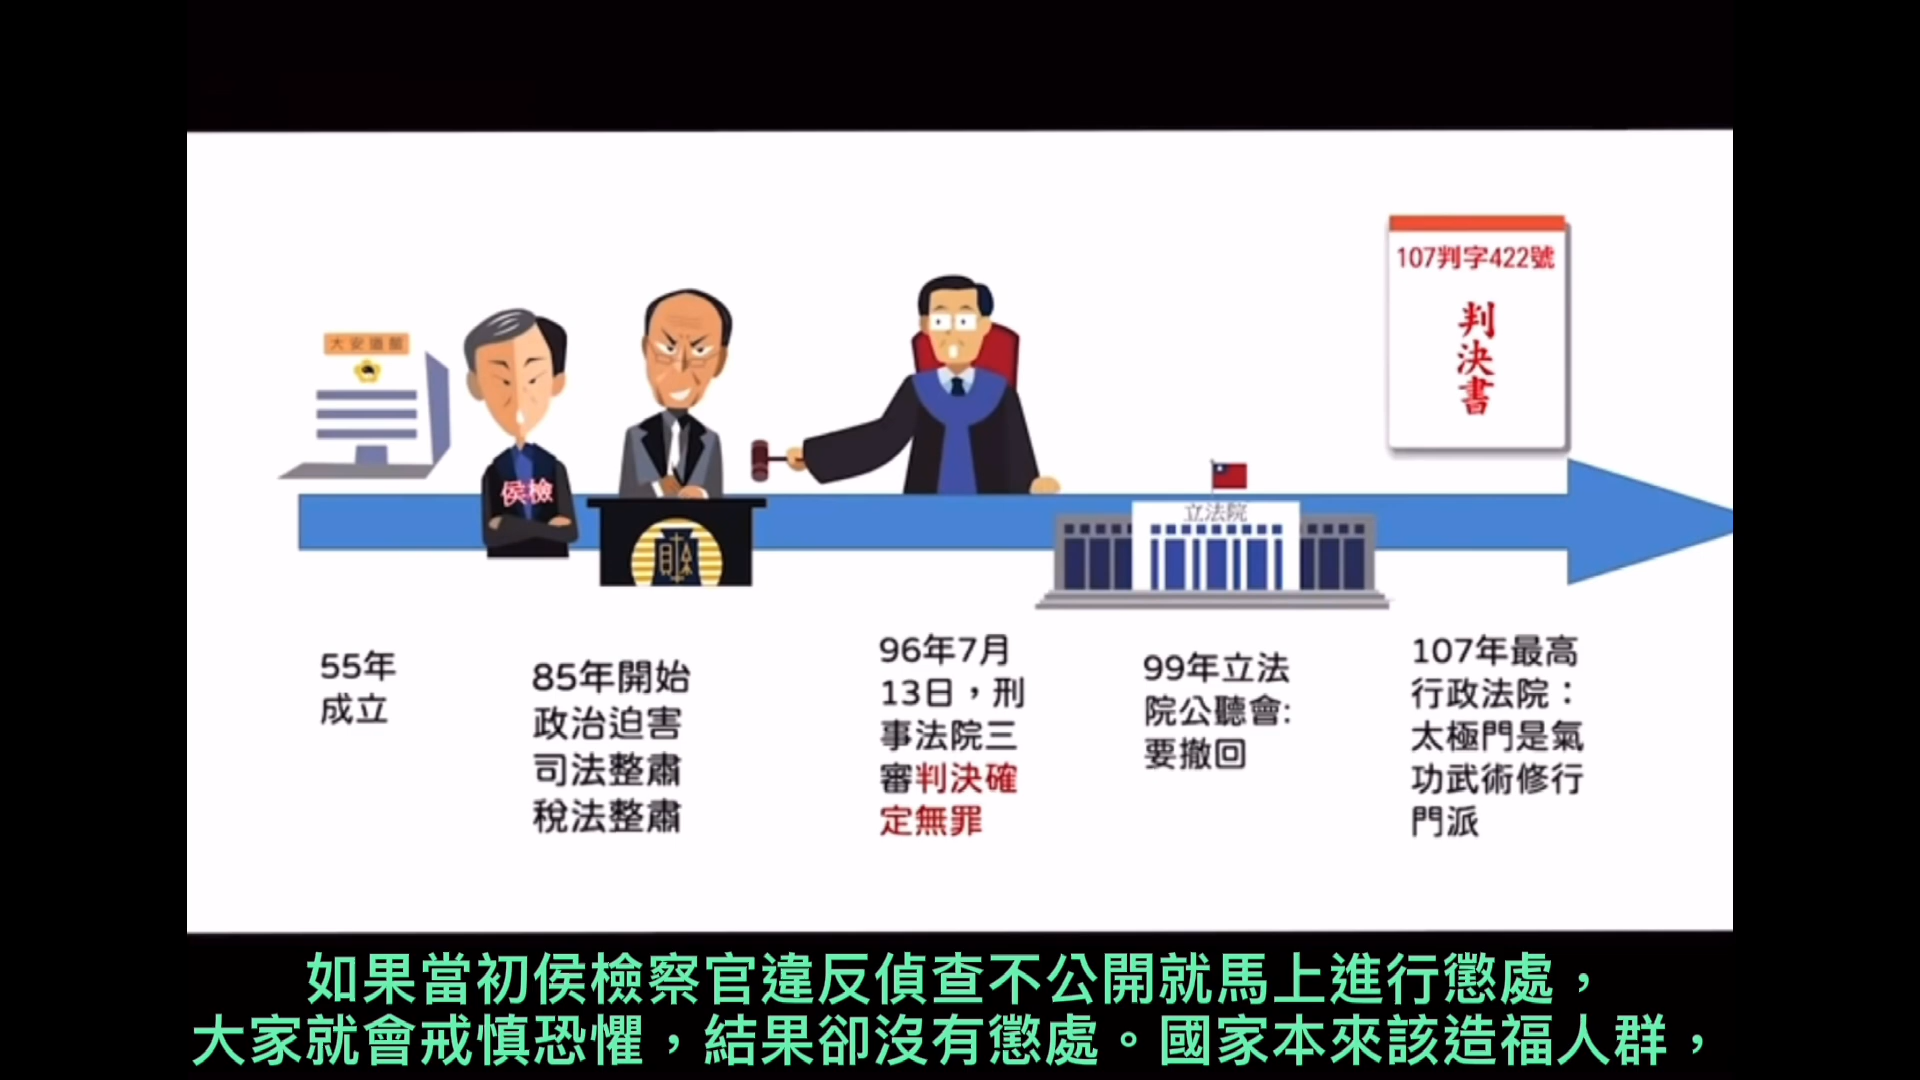 大安道館
侯檢
財
立法院
107判字422號
判決書
55年
成立
85年開始
政治迫害
司法整肅
稅法整肅
96年7月
13日，刑
事法院三
審判決確
定無罪
99年立法
院公聽會:
要撤回
107年最高
行政法院：
太極門是氣
功武術修行
門派
如果當初侯檢察官違反偵查不公開就馬上進行懲處，
大家就會戒慎恐懼，結果卻沒有懲處。國家本來該造福人群，